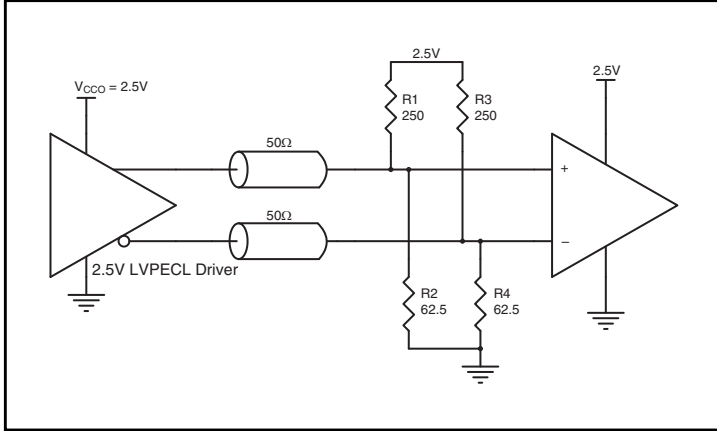 2.5V
V_CCO = 2.5V
2.5V
R1
250
R3
250
50Ω
+
50Ω
−
2.5V LVPECL Driver
R2
62.5
R4
62.5